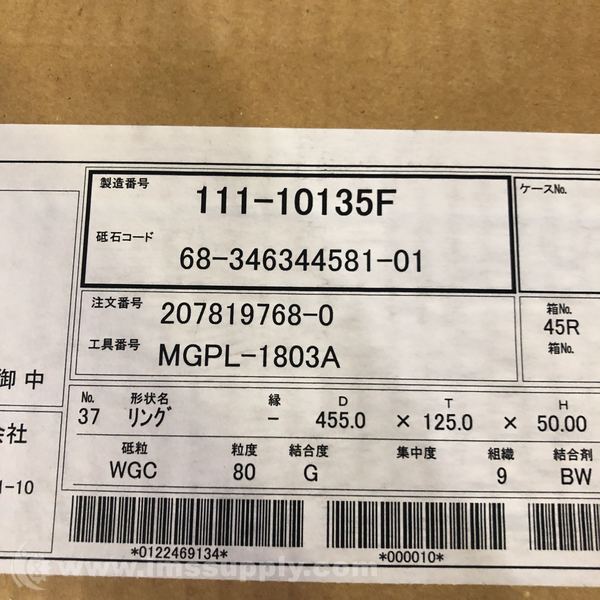 製造番号 111-10135F ケースNo.
砥石コード 68-346344581-01
注文番号 207819768-0 箱No.
45R
工具番号 MGPL-1803A 箱No.
御 中
No. 形状名 縁 D T H
37 リング - 455.0 × 125.0 × 50.00
会社
砥粒 粒度 結合度 集中度 組織 結合剤
WGC 80 G 9 BW
1-10
*0122469134* *000010*
www.imssupply.com